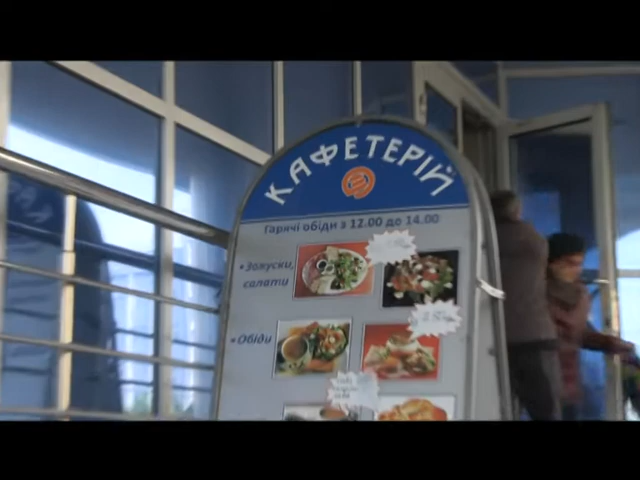 КАФЕТЕРІЙ
Гарячі обіди з 12.00 до 14.00
• Закуски,
салати
• Обіди